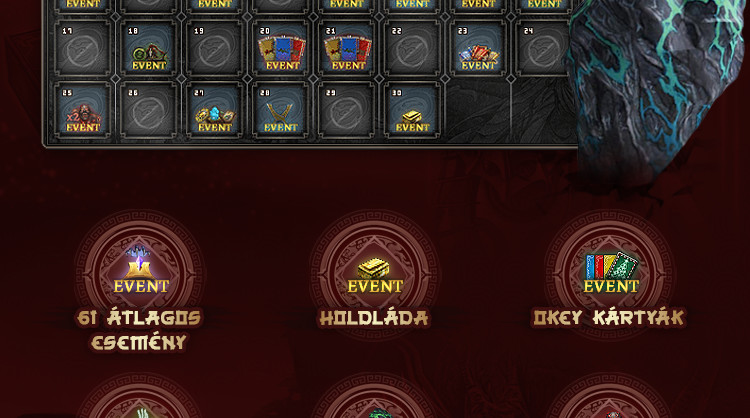 EVENT EVENT EVENT EVENT EVENT EVENT
17 18 19 20 21 22 23 24
EVENT EVENT EVENT EVENT
25 26 27 28 29 30
x2 EVENT EVENT EVENT EVENT
EVENT EVENT EVENT
61 ÁTLAGOS HOLDLÁDA OKEY KÁRTYÁK
ESEMÉNY